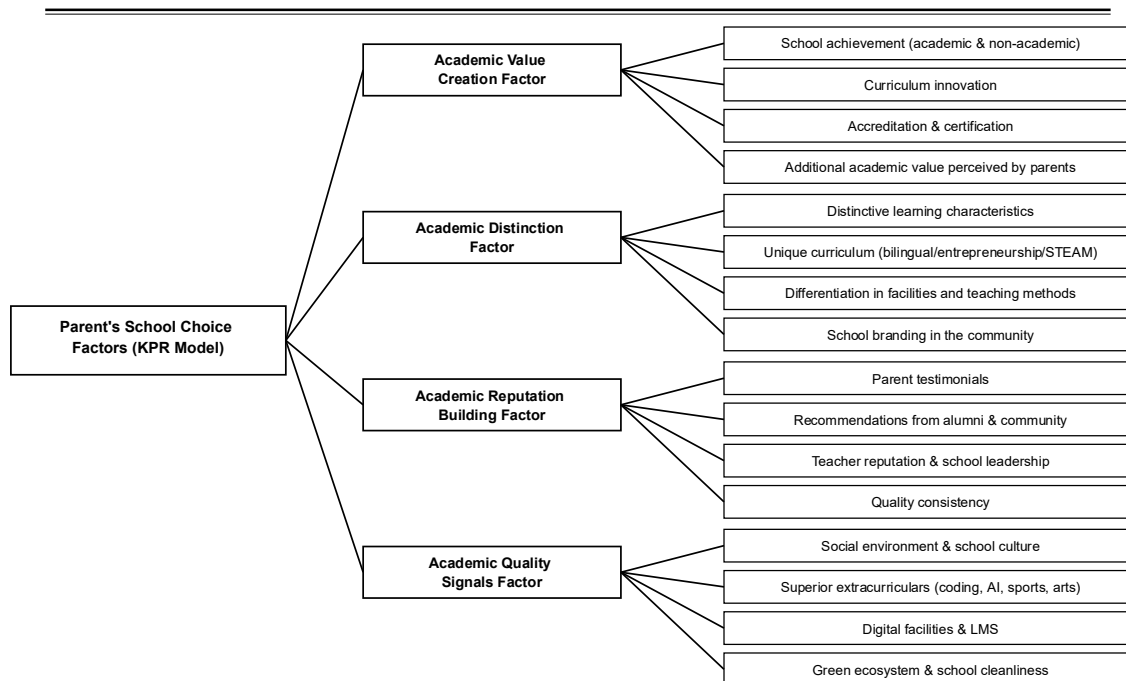 Parent's School Choice
Factors (KPR Model)
Academic Value
Creation Factor
School achievement (academic & non-academic)
Curriculum innovation
Accreditation & certification
Additional academic value perceived by parents
Academic Distinction
Factor
Distinctive learning characteristics
Unique curriculum (bilingual/entrepreneurship/STEAM)
Differentiation in facilities and teaching methods
School branding in the community
Academic Reputation
Building Factor
Parent testimonials
Recommendations from alumni & community
Teacher reputation & school leadership
Quality consistency
Academic Quality
Signals Factor
Social environment & school culture
Superior extracurriculars (coding, AI, sports, arts)
Digital facilities & LMS
Green ecosystem & school cleanliness